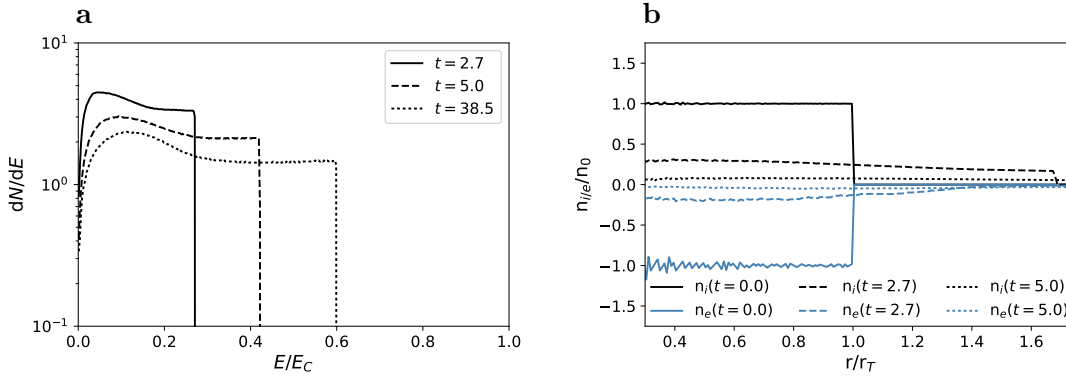 a
10^1
10^0
10^{-1}
dN/dE
0.0 0.2 0.4 0.6 0.8 1.0
E/E_C
t = 2.7
t = 5.0
t = 38.5
b
1.5
1.0
0.5
0.0
−0.5
−1.0
−1.5
n_{i/e}/n_0
0.4 0.6 0.8 1.0 1.2 1.4 1.6
r/r_T
n_i(t = 0.0) n_i(t = 2.7) n_i(t = 5.0)
n_e(t = 0.0) n_e(t = 2.7) n_e(t = 5.0)